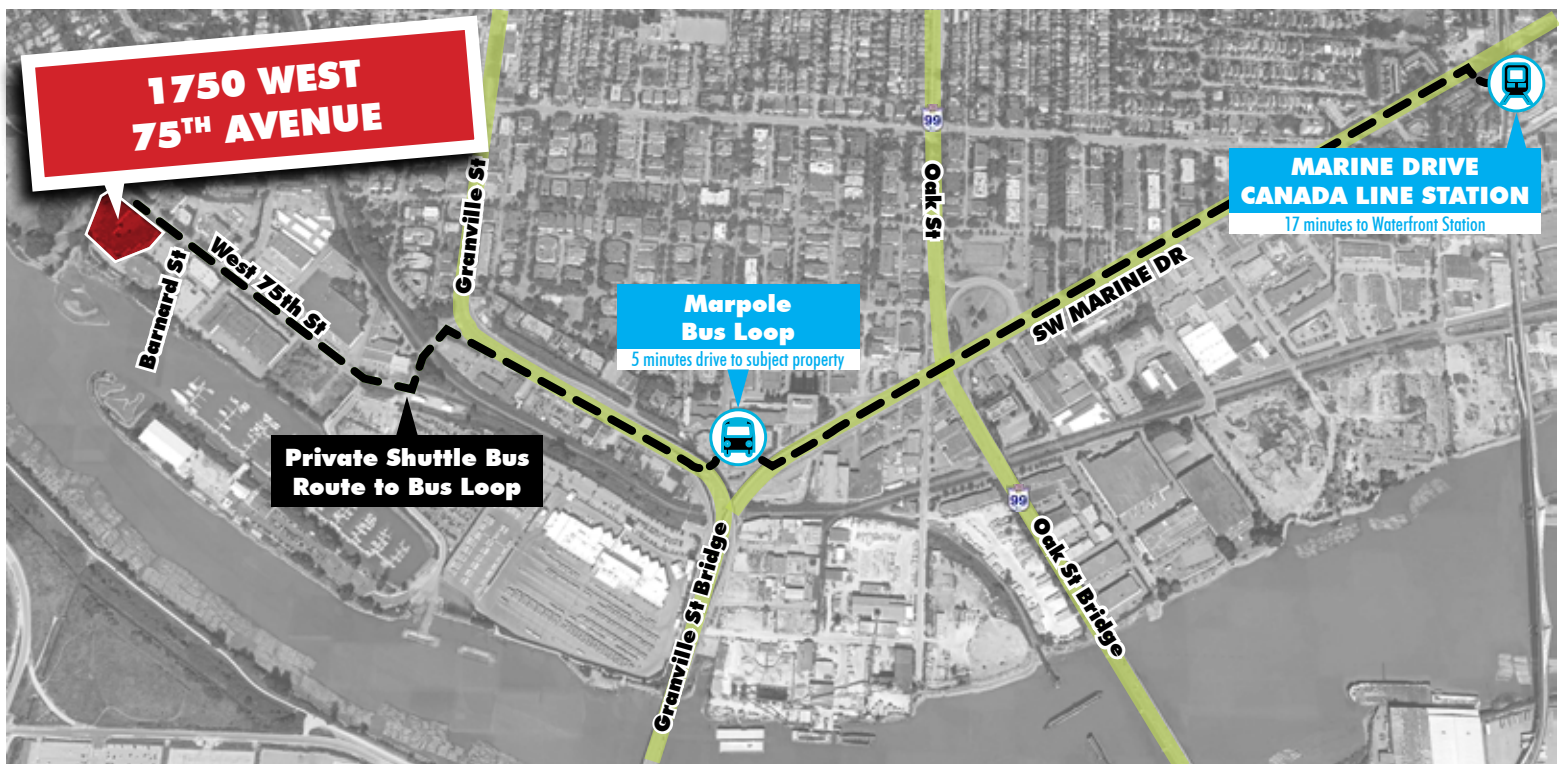 1750 WEST
75TH AVENUE
Granville St
99
Oak St
MARINE DRIVE
CANADA LINE STATION
17 minutes to Waterfront Station
West 75th St
Barnard St
SW MARINE DR
Marpole
Bus Loop
5 minutes drive to subject property
Private Shuttle Bus
Route to Bus Loop
99
Granville St Bridge
Oak St Bridge